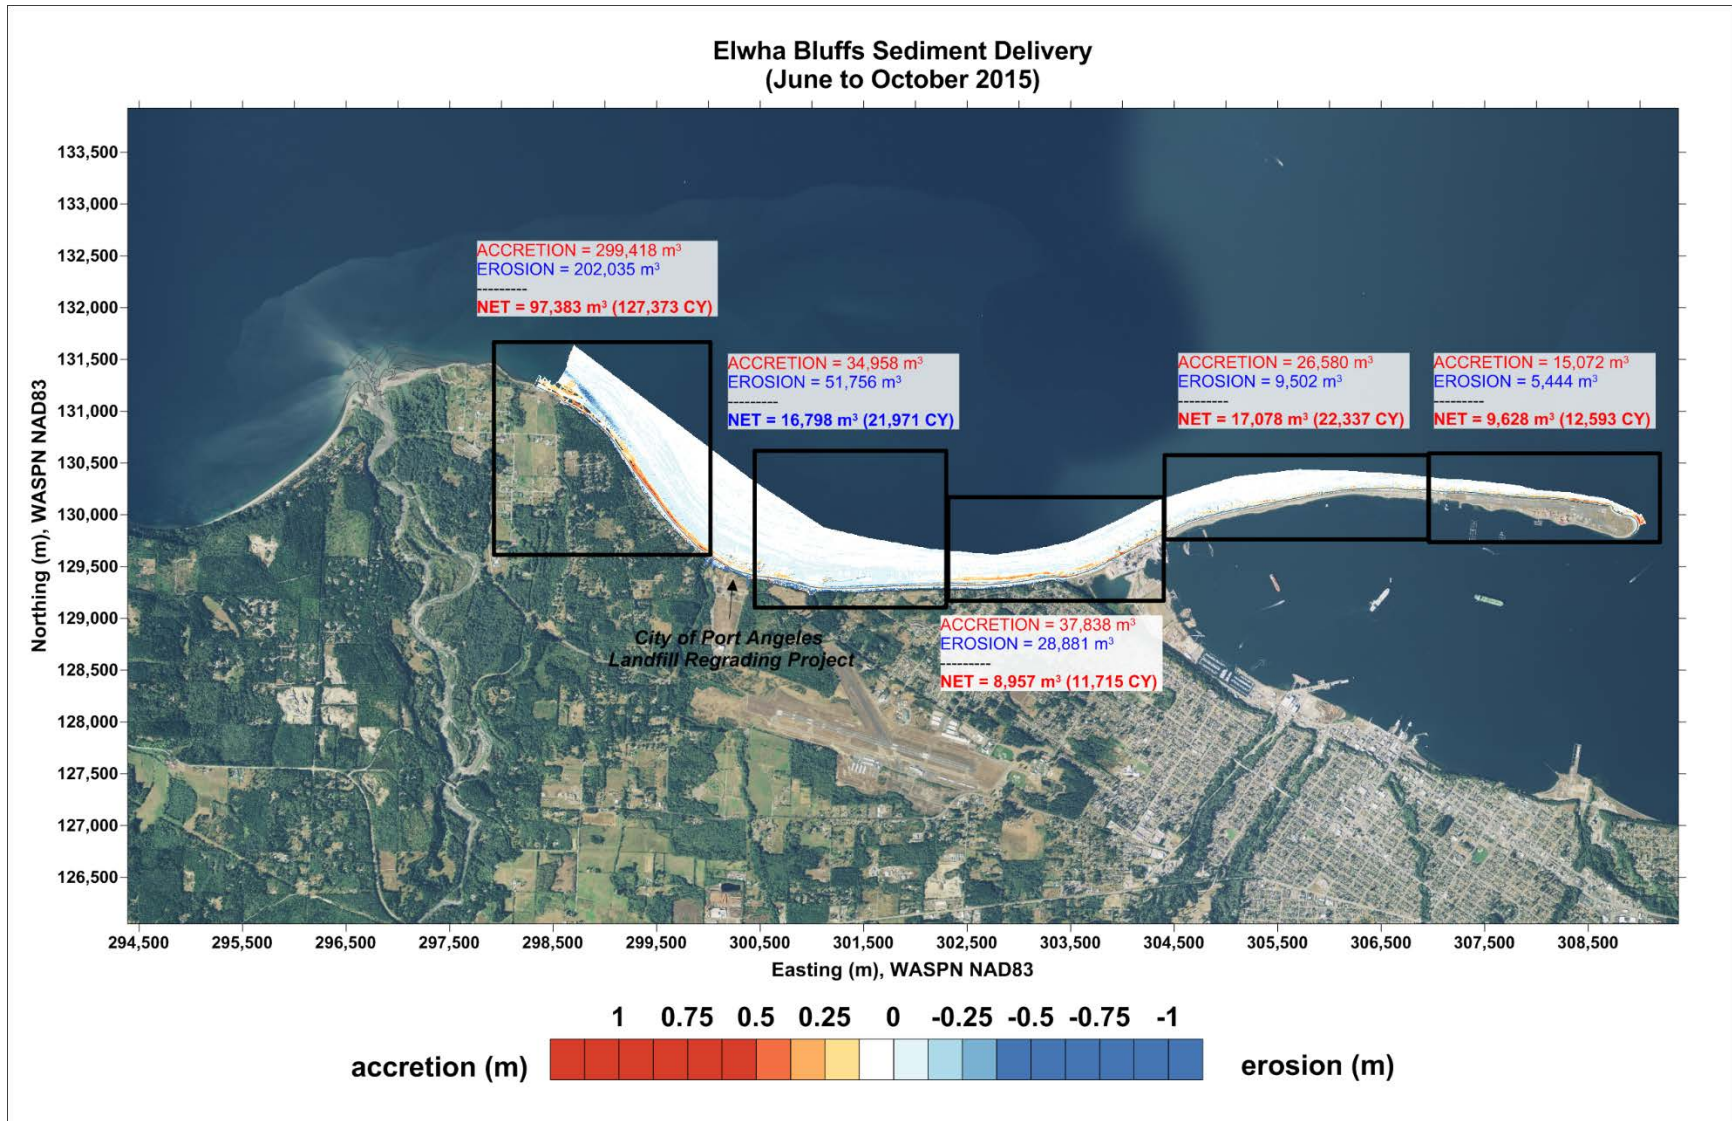 Elwha Bluffs Sediment Delivery
(June to October 2015)
133,500
133,000
132,500
132,000
131,500
131,000
130,500
130,000
129,500
129,000
128,500
128,000
127,500
127,000
126,500
Northing (m), WASPN NAD83
ACCRETION = 299,418 m³
EROSION = 202,035 m³
---------
NET = 97,383 m³ (127,373 CY)
ACCRETION = 34,958 m³
EROSION = 51,756 m³
---------
NET = 16,798 m³ (21,971 CY)
ACCRETION = 26,580 m³
EROSION = 9,502 m³
---------
NET = 17,078 m³ (22,337 CY)
ACCRETION = 15,072 m³
EROSION = 5,444 m³
---------
NET = 9,628 m³ (12,593 CY)
ACCRETION = 37,838 m³
EROSION = 28,881 m³
---------
NET = 8,957 m³ (11,715 CY)
City of Port Angeles
Landfill Regrading Project
294,500 295,500 296,500 297,500 298,500 299,500 300,500 301,500 302,500 303,500 304,500 305,500 306,500 307,500 308,500
Easting (m), WASPN NAD83
1 0.75 0.5 0.25 0 -0.25 -0.5 -0.75 -1
accretion (m) erosion (m)